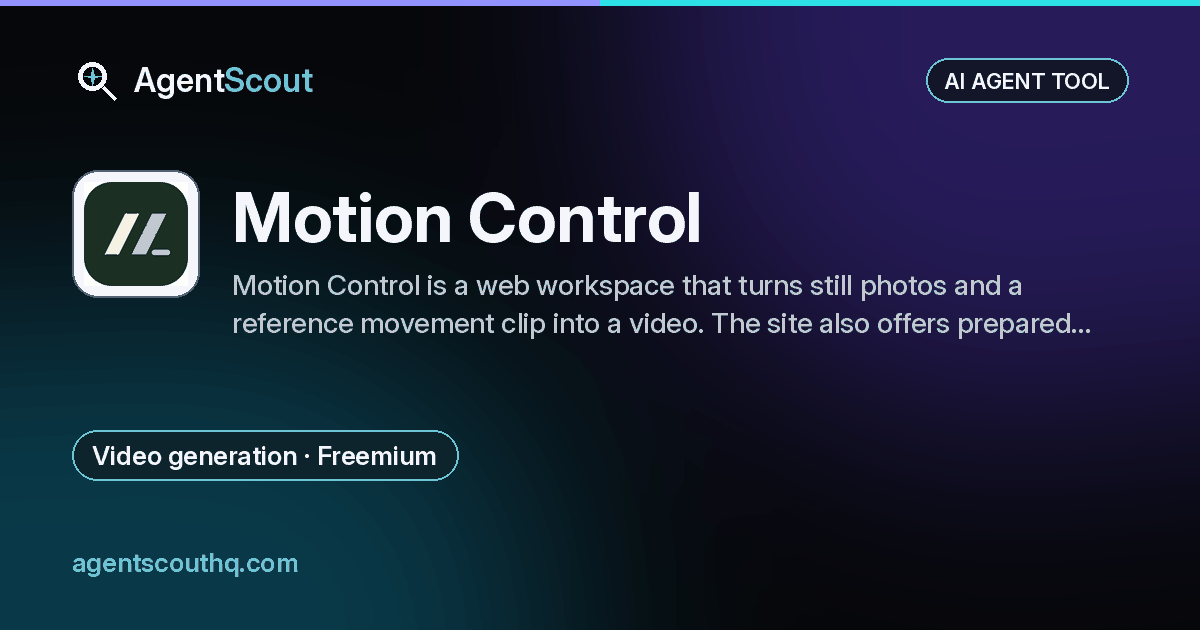 AgentScout
AI AGENT TOOL
Motion Control
Motion Control is a web workspace that turns still photos and a
reference movement clip into a video. The site also offers prepared...
Video generation · Freemium
agentscouthq.com